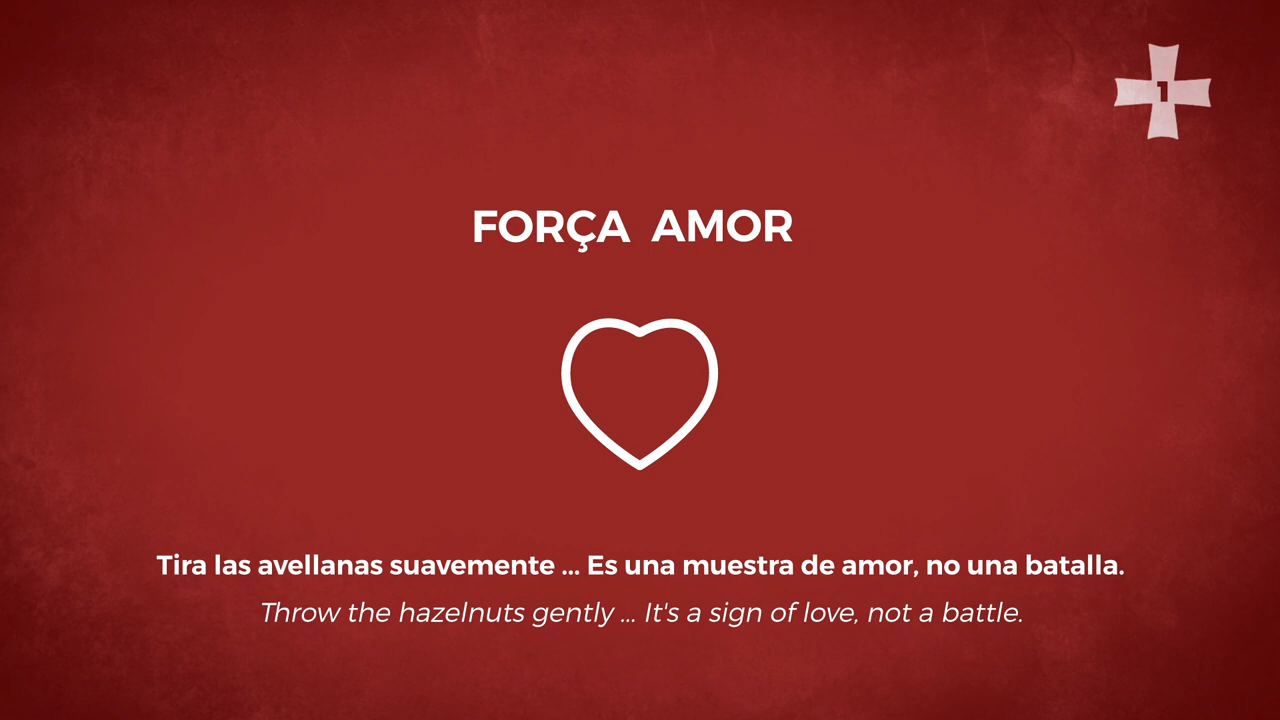 1
FORÇA AMOR
Tira las avellanas suavemente ... Es una muestra de amor, no una batalla.
Throw the hazelnuts gently ... It's a sign of love, not a battle.